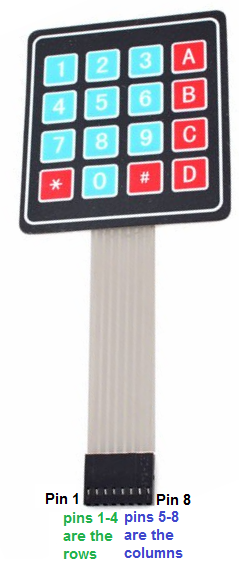 1 2 3 A
4 5 6 B
7 8 9 C
* 0 # D
Pin 1 Pin 8
pins 1-4 pins 5-8
are the are the
rows columns